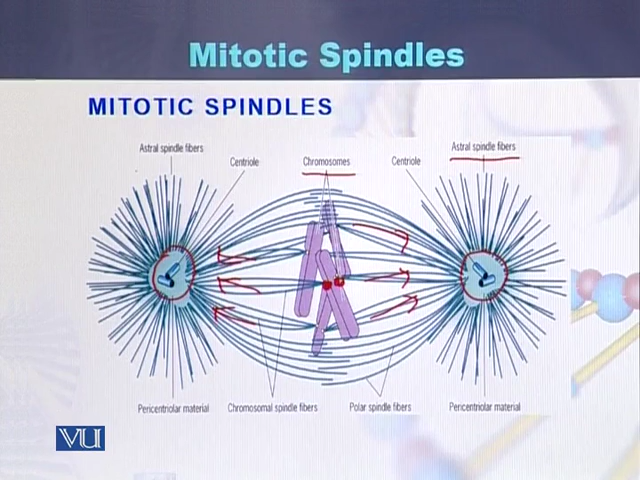 Mitotic Spindles
MITOTIC SPINDLES
Astral spindle fibers
Centriole
Chromosomes
Centriole
Astral spindle fibers
Pericentriolar material
Chromosomal spindle fibers
Polar spindle fibers
Pericentriolar material
VU